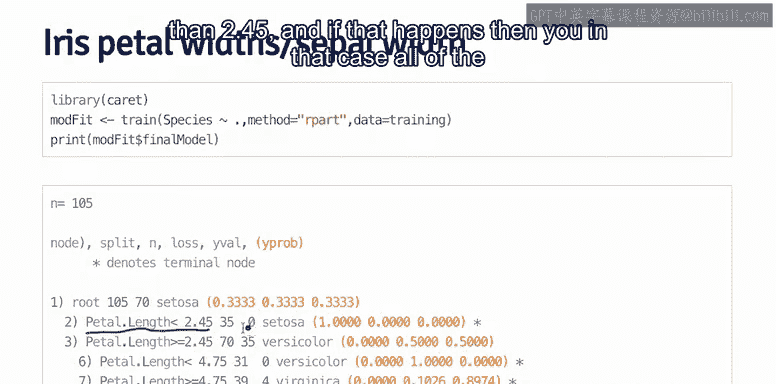 GPT中英字幕课程资源@bilibili.com
than 2.45, and if that happens then you in
that case all of the
Iris petal widths/sepal width
library(caret)
modFit <- train(Species ~ .,method="rpart",data=training)
print(modFit$finalModel)
n= 105
node), split, n, loss, yval, (yprob)
* denotes terminal node
1) root 105 70 setosa (0.3333 0.3333 0.3333)
2) Petal.Length< 2.45 35 0 setosa (1.0000 0.0000 0.0000) *
3) Petal.Length>=2.45 70 35 versicolor (0.0000 0.5000 0.5000)
6) Petal.Length< 4.75 31 0 versicolor (0.0000 1.0000 0.0000) *
7) Petal.Length>=4.75 39 4 virginica (0.0000 0.1026 0.8974) *